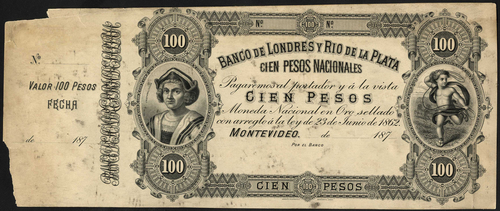 Nº
VALOR 100 PESOS
FECHA
de 187
100
Nº Nº
100
BANCO DE LONDRES Y RIO DE LA PLATA
CIEN PESOS NACIONALES
Pagaremos al portador y à la vista
CIEN PESOS
Moneda Nacional en Oro sellado
con arreglo à la ley de 23 de Junio de 1862.
MONTEVIDEO, de 187
POR EL BANCO
100
CIEN PESOS
100